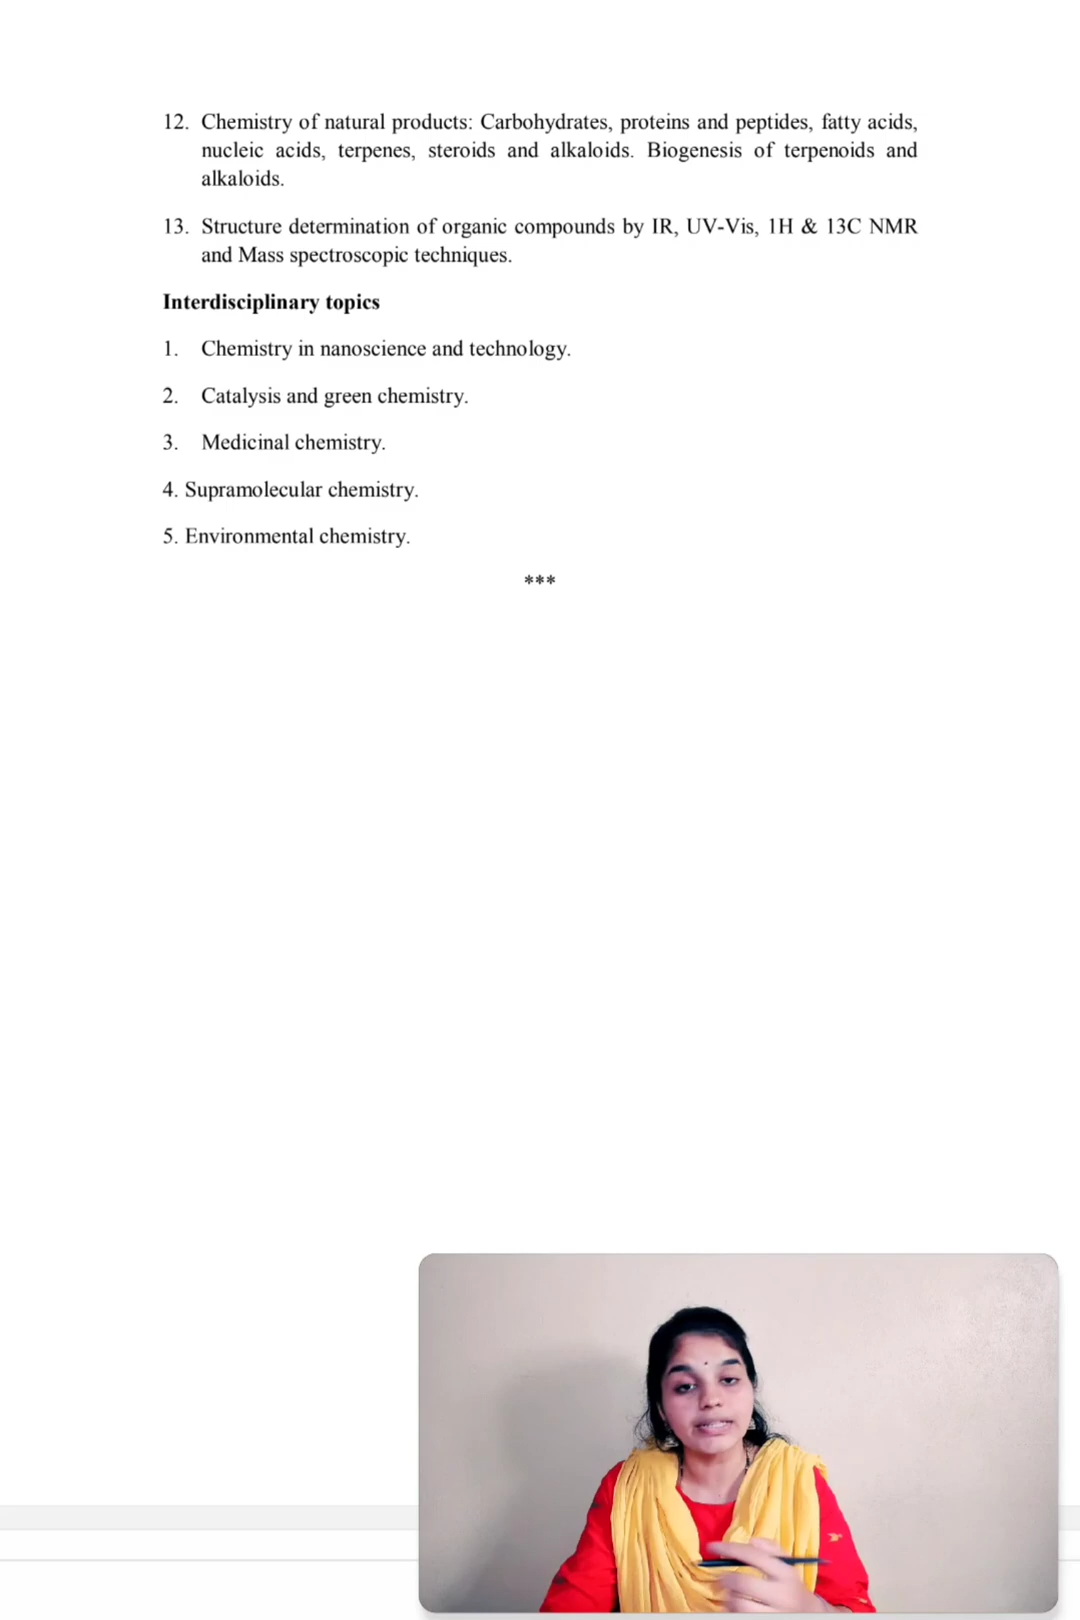 12. Chemistry of natural products: Carbohydrates, proteins and peptides, fatty acids,
nucleic acids, terpenes, steroids and alkaloids. Biogenesis of terpenoids and
alkaloids.
13. Structure determination of organic compounds by IR, UV-Vis, 1H & 13C NMR
and Mass spectroscopic techniques.
Interdisciplinary topics
1. Chemistry in nanoscience and technology.
2. Catalysis and green chemistry.
3. Medicinal chemistry.
4. Supramolecular chemistry.
5. Environmental chemistry.
***